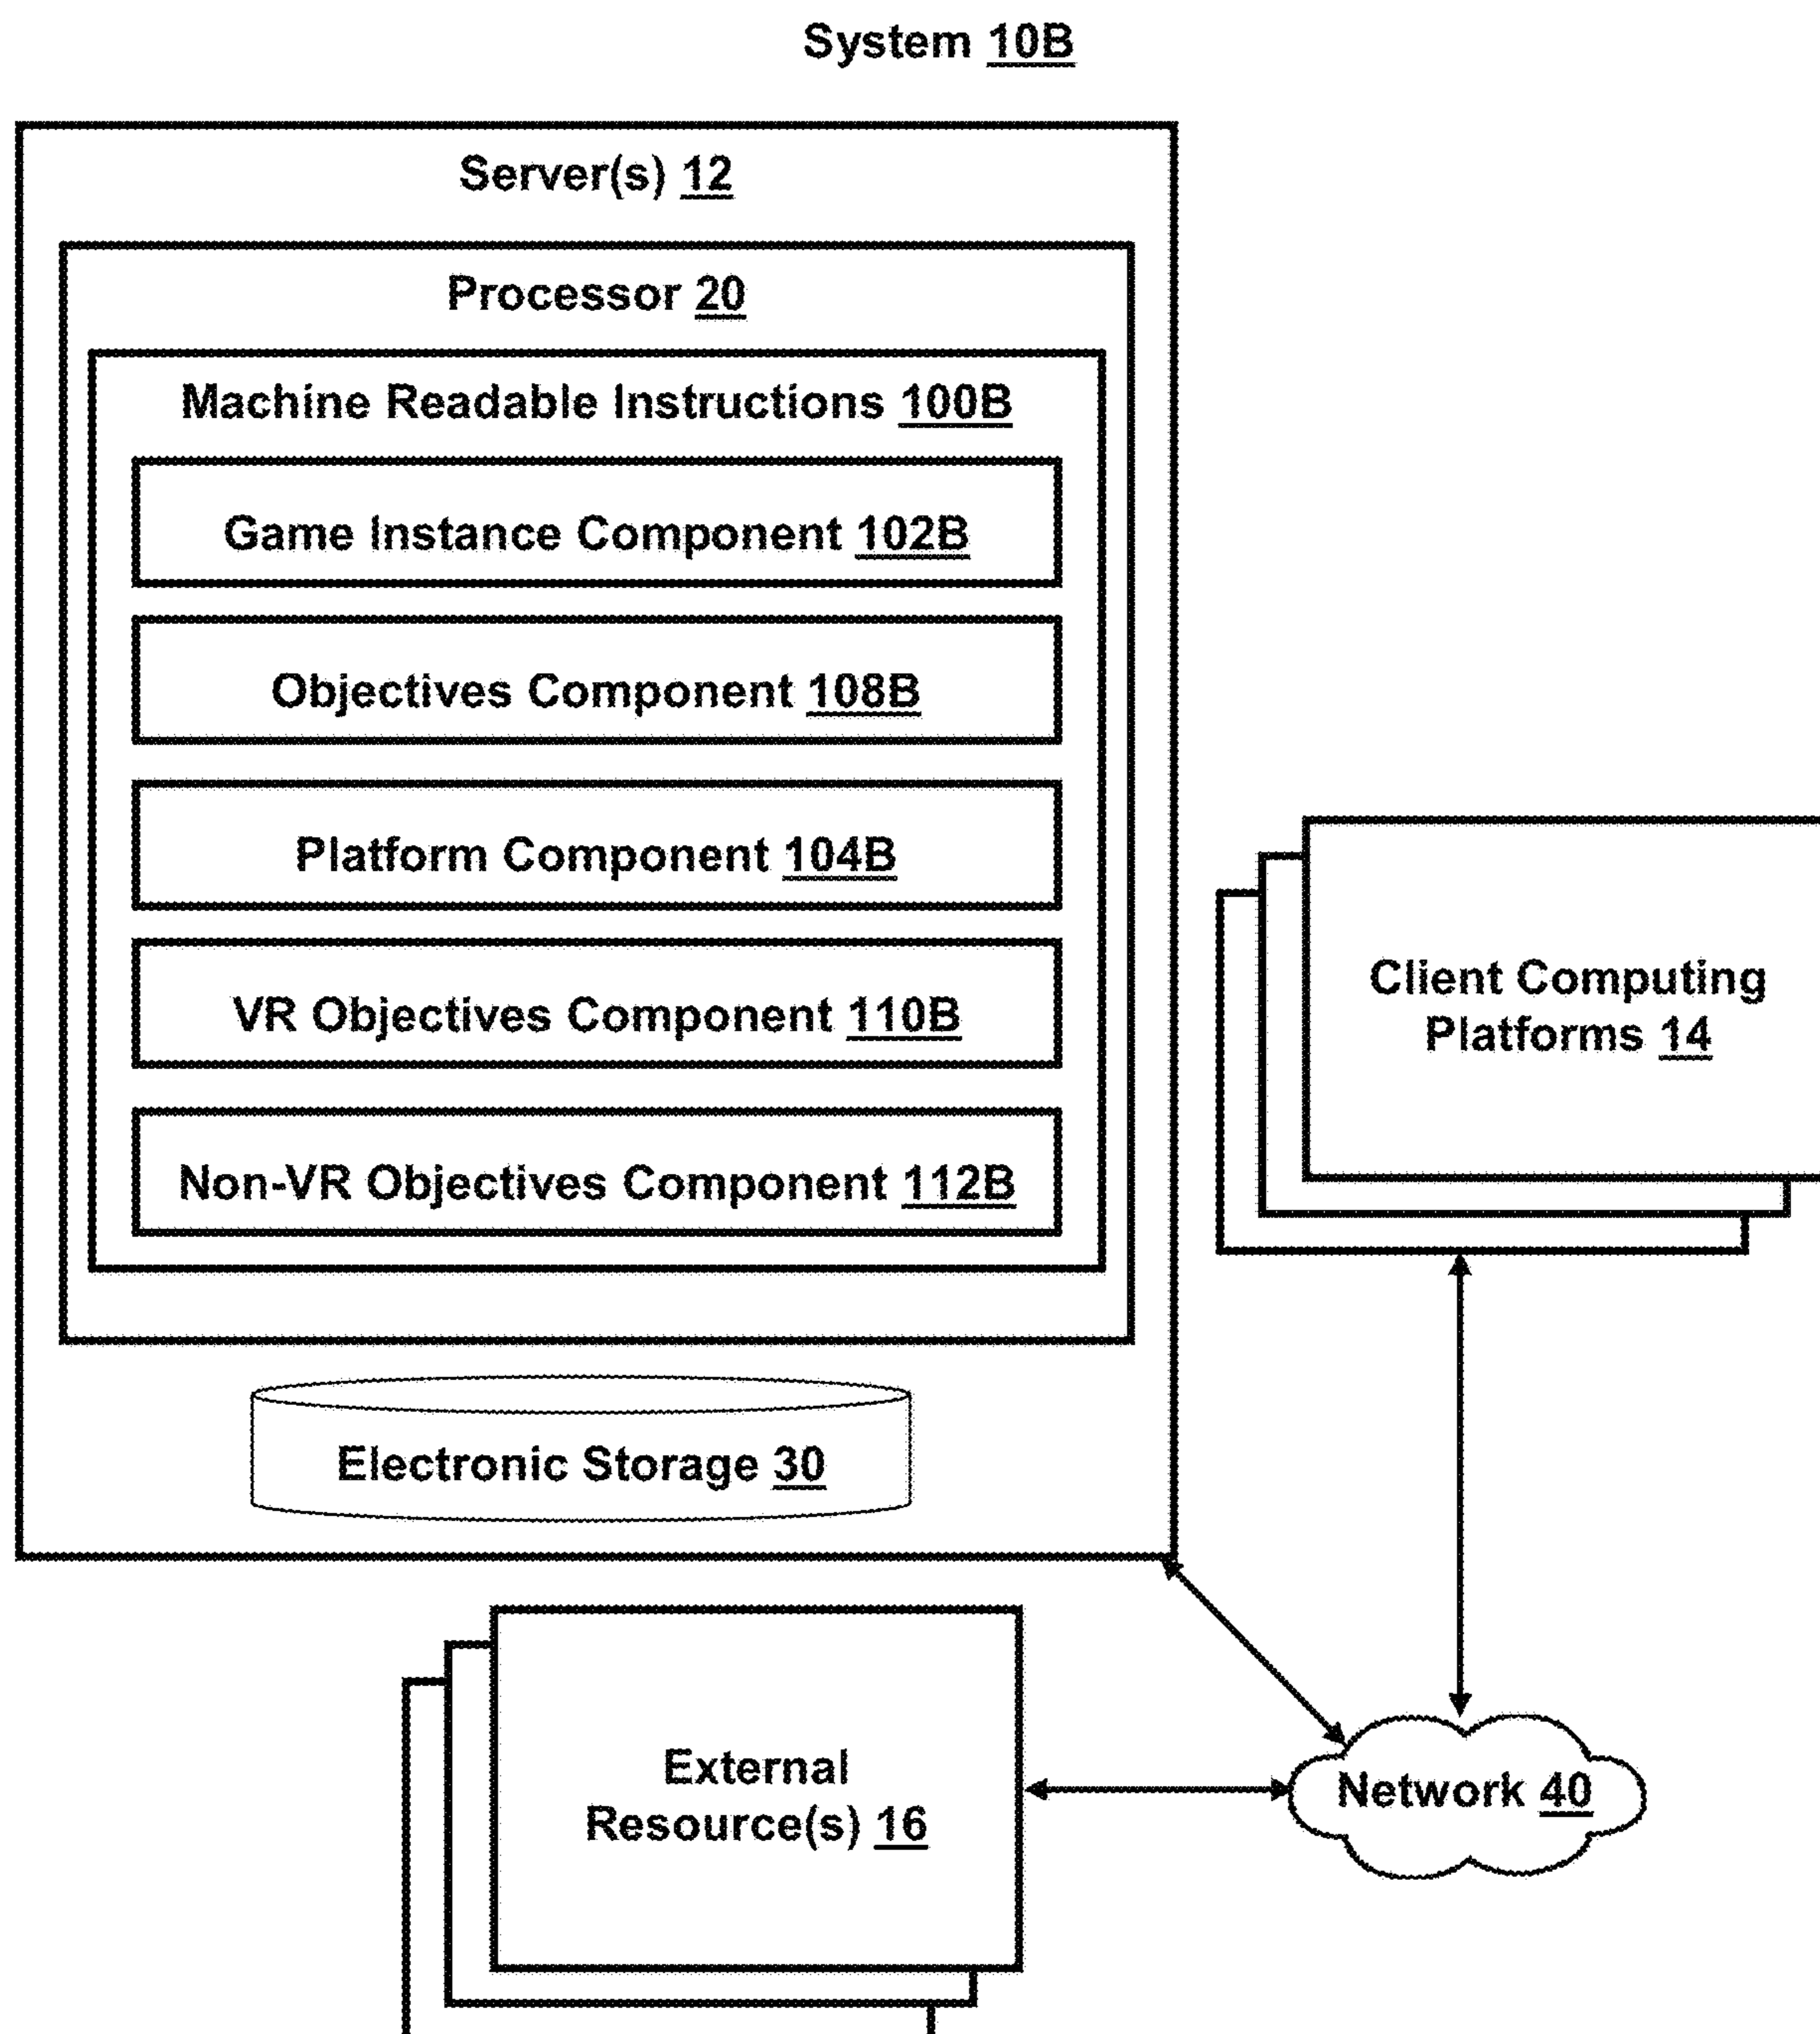 System 10B
Server(s) 12
Processor 20
Machine Readable Instructions 100B
Game Instance Component 102B
Objectives Component 108B
Platform Component 104B
VR Objectives Component 110B
Non-VR Objectives Component 112B
Electronic Storage 30
Client Computing
Platforms 14
External
Resource(s) 16
Network 40